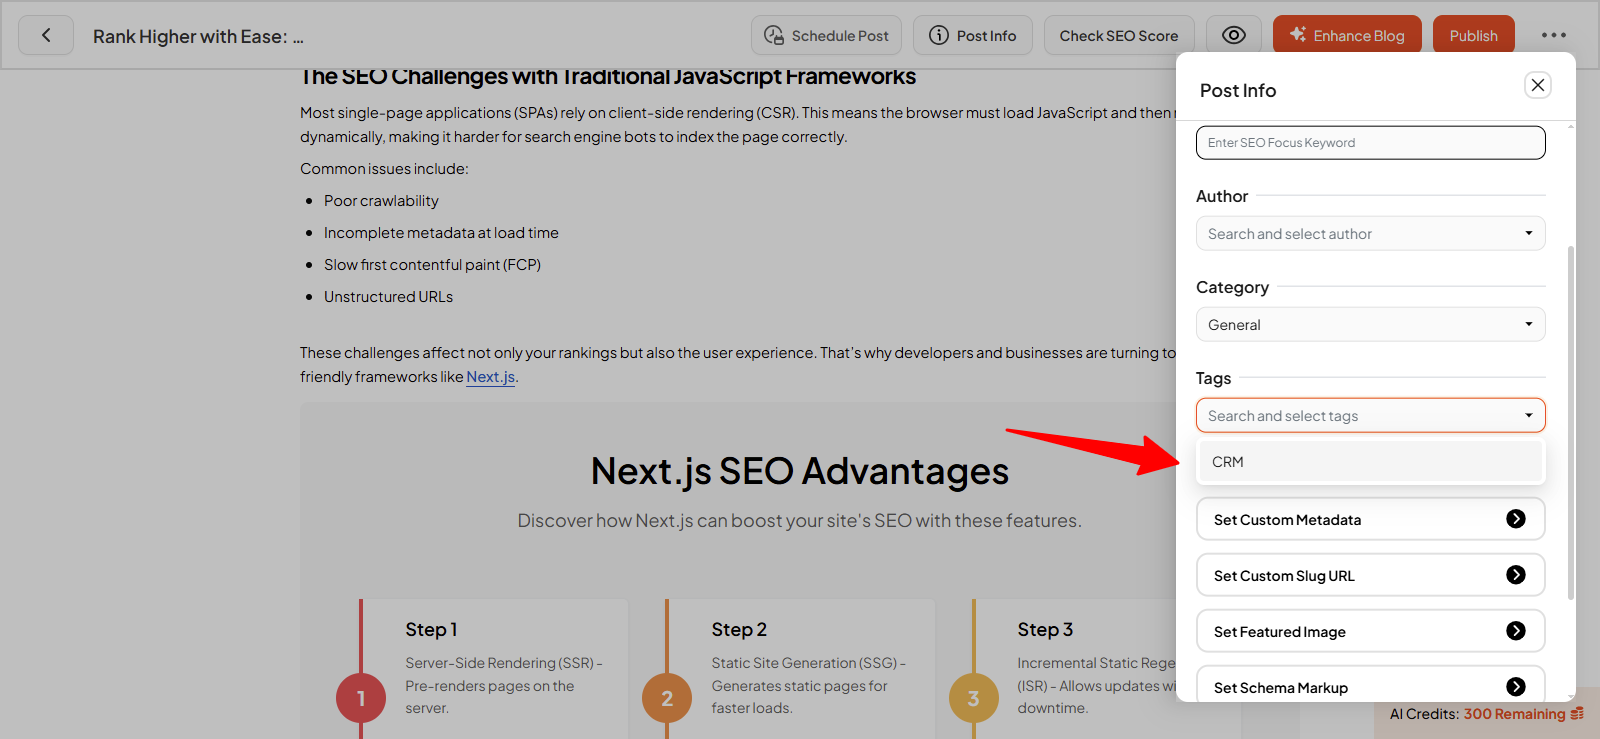 Rank Higher with Ease: ...
Schedule Post
Post Info
Check SEO Score
Enhance Blog
Publish
The SEO Challenges with Traditional JavaScript Frameworks
Most single-page applications (SPAs) rely on client-side rendering (CSR). This means the browser must load JavaScript and then
dynamically, making it harder for search engine bots to index the page correctly.
Common issues include:
Poor crawlability
Incomplete metadata at load time
Slow first contentful paint (FCP)
Unstructured URLs
These challenges affect not only your rankings but also the user experience. That's why developers and businesses are turning to
friendly frameworks like Next.js.
Next.js SEO Advantages
Discover how Next.js can boost your site's SEO with these features.
Step 1
Server-Side Rendering (SSR) -
Pre-renders pages on the
server.
1
Step 2
Static Site Generation (SSG) -
Generates static pages for
faster loads.
2
Step 3
Incremental Static Rege
(ISR) - Allows updates wi
downtime.
3
Post Info
Enter SEO Focus Keyword
Author
Search and select author
Category
General
Tags
Search and select tags
CRM
Set Custom Metadata
Set Custom Slug URL
Set Featured Image
Set Schema Markup
AI Credits: 300 Remaining